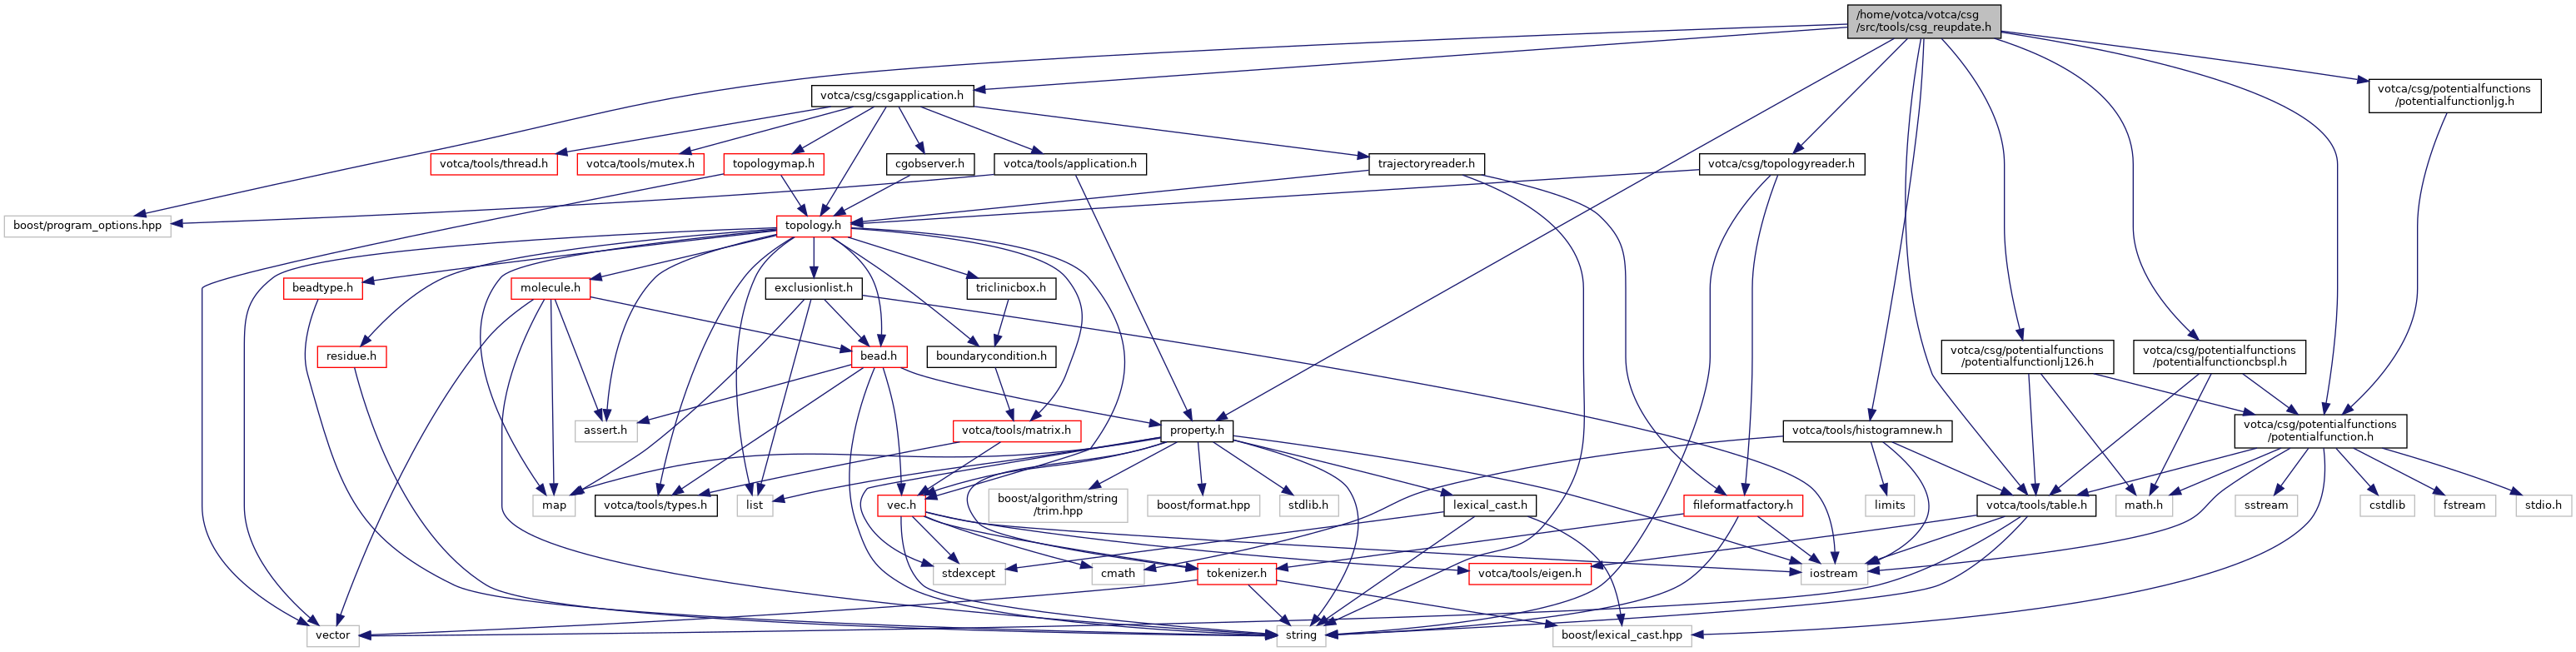 /home/votca/votca/csg
/src/tools/csg_reupdate.h
votca/csg/csgapplication.h
votca/csg/potentialfunctions
/potentialfunctionljg.h
votca/tools/thread.h
votca/tools/mutex.h
topologymap.h
cgobserver.h
votca/tools/application.h
trajectoryreader.h
votca/csg/topologyreader.h
boost/program_options.hpp
topology.h
beadtype.h
molecule.h
exclusionlist.h
triclinicbox.h
residue.h
bead.h
boundarycondition.h
votca/csg/potentialfunctions
/potentialfunctionlj126.h
votca/csg/potentialfunctions
/potentialfunctioncbspl.h
assert.h
votca/tools/matrix.h
property.h
votca/tools/histogramnew.h
votca/csg/potentialfunctions
/potentialfunction.h
map
votca/tools/types.h
list
vec.h
boost/algorithm/string
/trim.hpp
boost/format.hpp
stdlib.h
lexical_cast.h
fileformatfactory.h
limits
votca/tools/table.h
math.h
sstream
cstdlib
fstream
stdio.h
stdexcept
cmath
tokenizer.h
votca/tools/eigen.h
iostream
vector
string
boost/lexical_cast.hpp